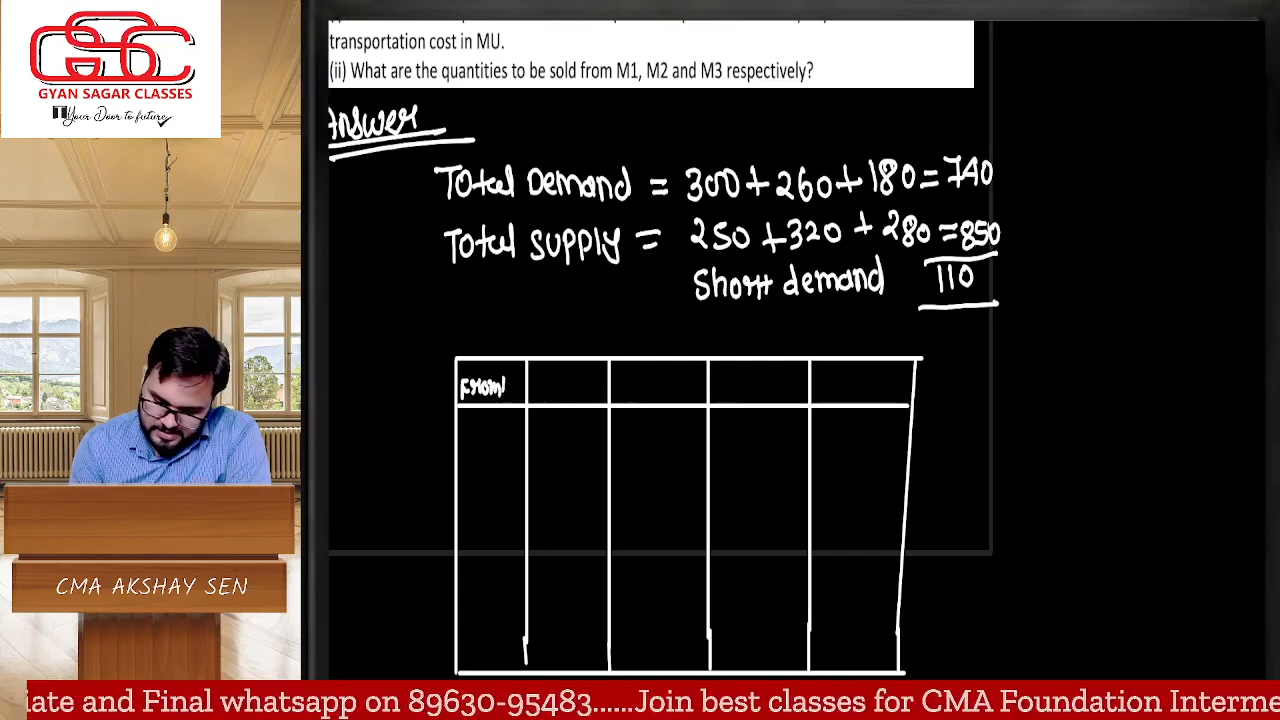 GSC
GYAN SAGAR CLASSES
Your Door to future
transportation cost in MU.
(ii) What are the quantities to be sold from M1, M2 and M3 respectively?
Answer
Total Demand = 300+260+180=740
Total supply = 250+320+280=850
Short demand 110
From
CMA AKSHAY SEN
iate and Final whatsapp on 89630-95483......Join best classes for CMA Foundation Interme